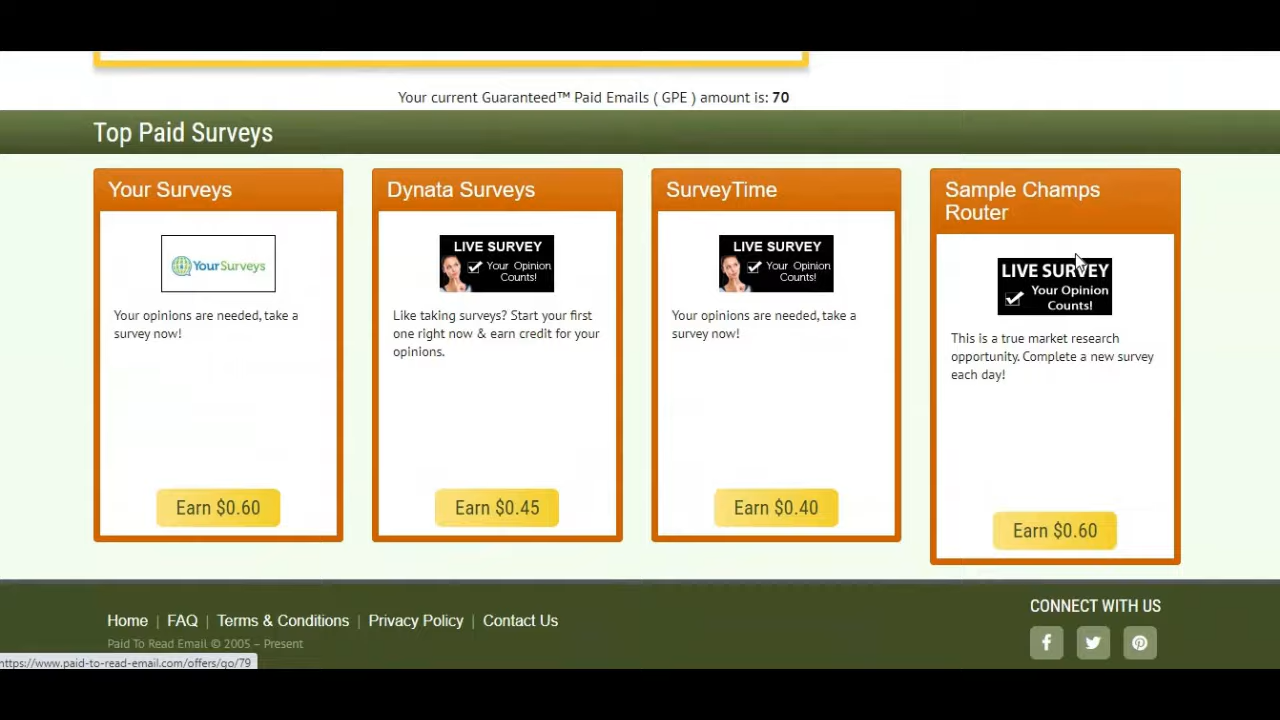 Your current Guaranteed™ Paid Emails ( GPE ) amount is: 70
Top Paid Surveys
Your Surveys
YourSurveys
Your opinions are needed, take a
survey now!
Earn $0.60
Dynata Surveys
LIVE SURVEY
Your Opinion
Counts!
Like taking surveys? Start your first
one right now & earn credit for your
opinions.
Earn $0.45
SurveyTime
LIVE SURVEY
Your Opinion
Counts!
Your opinions are needed, take a
survey now!
Earn $0.40
Sample Champs
Router
LIVE SURVEY
Your Opinion
Counts!
This is a true market research
opportunity. Complete a new survey
each day!
Earn $0.60
Home | FAQ | Terms & Conditions | Privacy Policy | Contact Us
Paid To Read Email © 2005 – Present
CONNECT WITH US
https://www.paid-to-read-email.com/offers/go/79